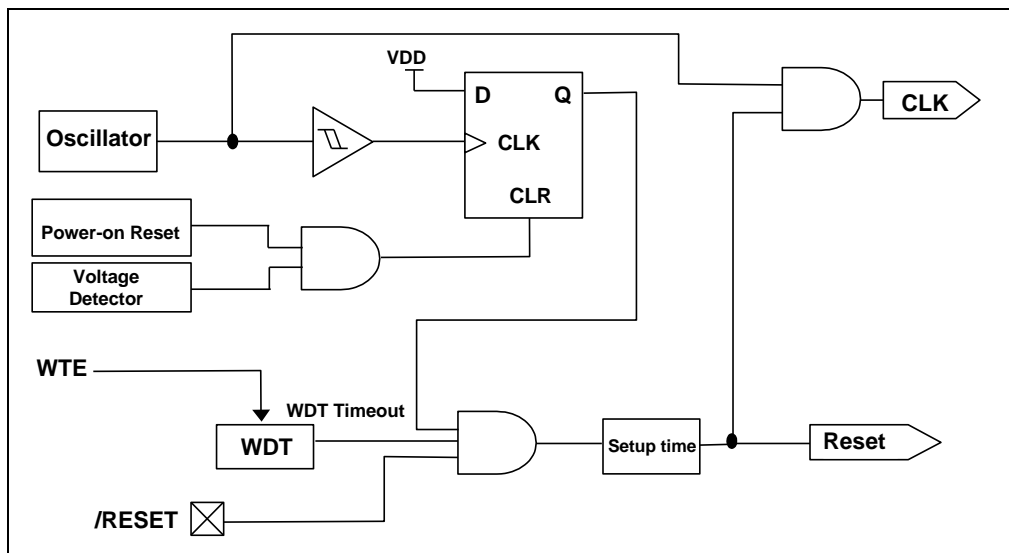 VDD
D
Q
CLK
Oscillator
CLK
CLR
Power-on Reset
Voltage
Detector
WTE
WDT Timeout
WDT
Setup time
Reset
/RESET